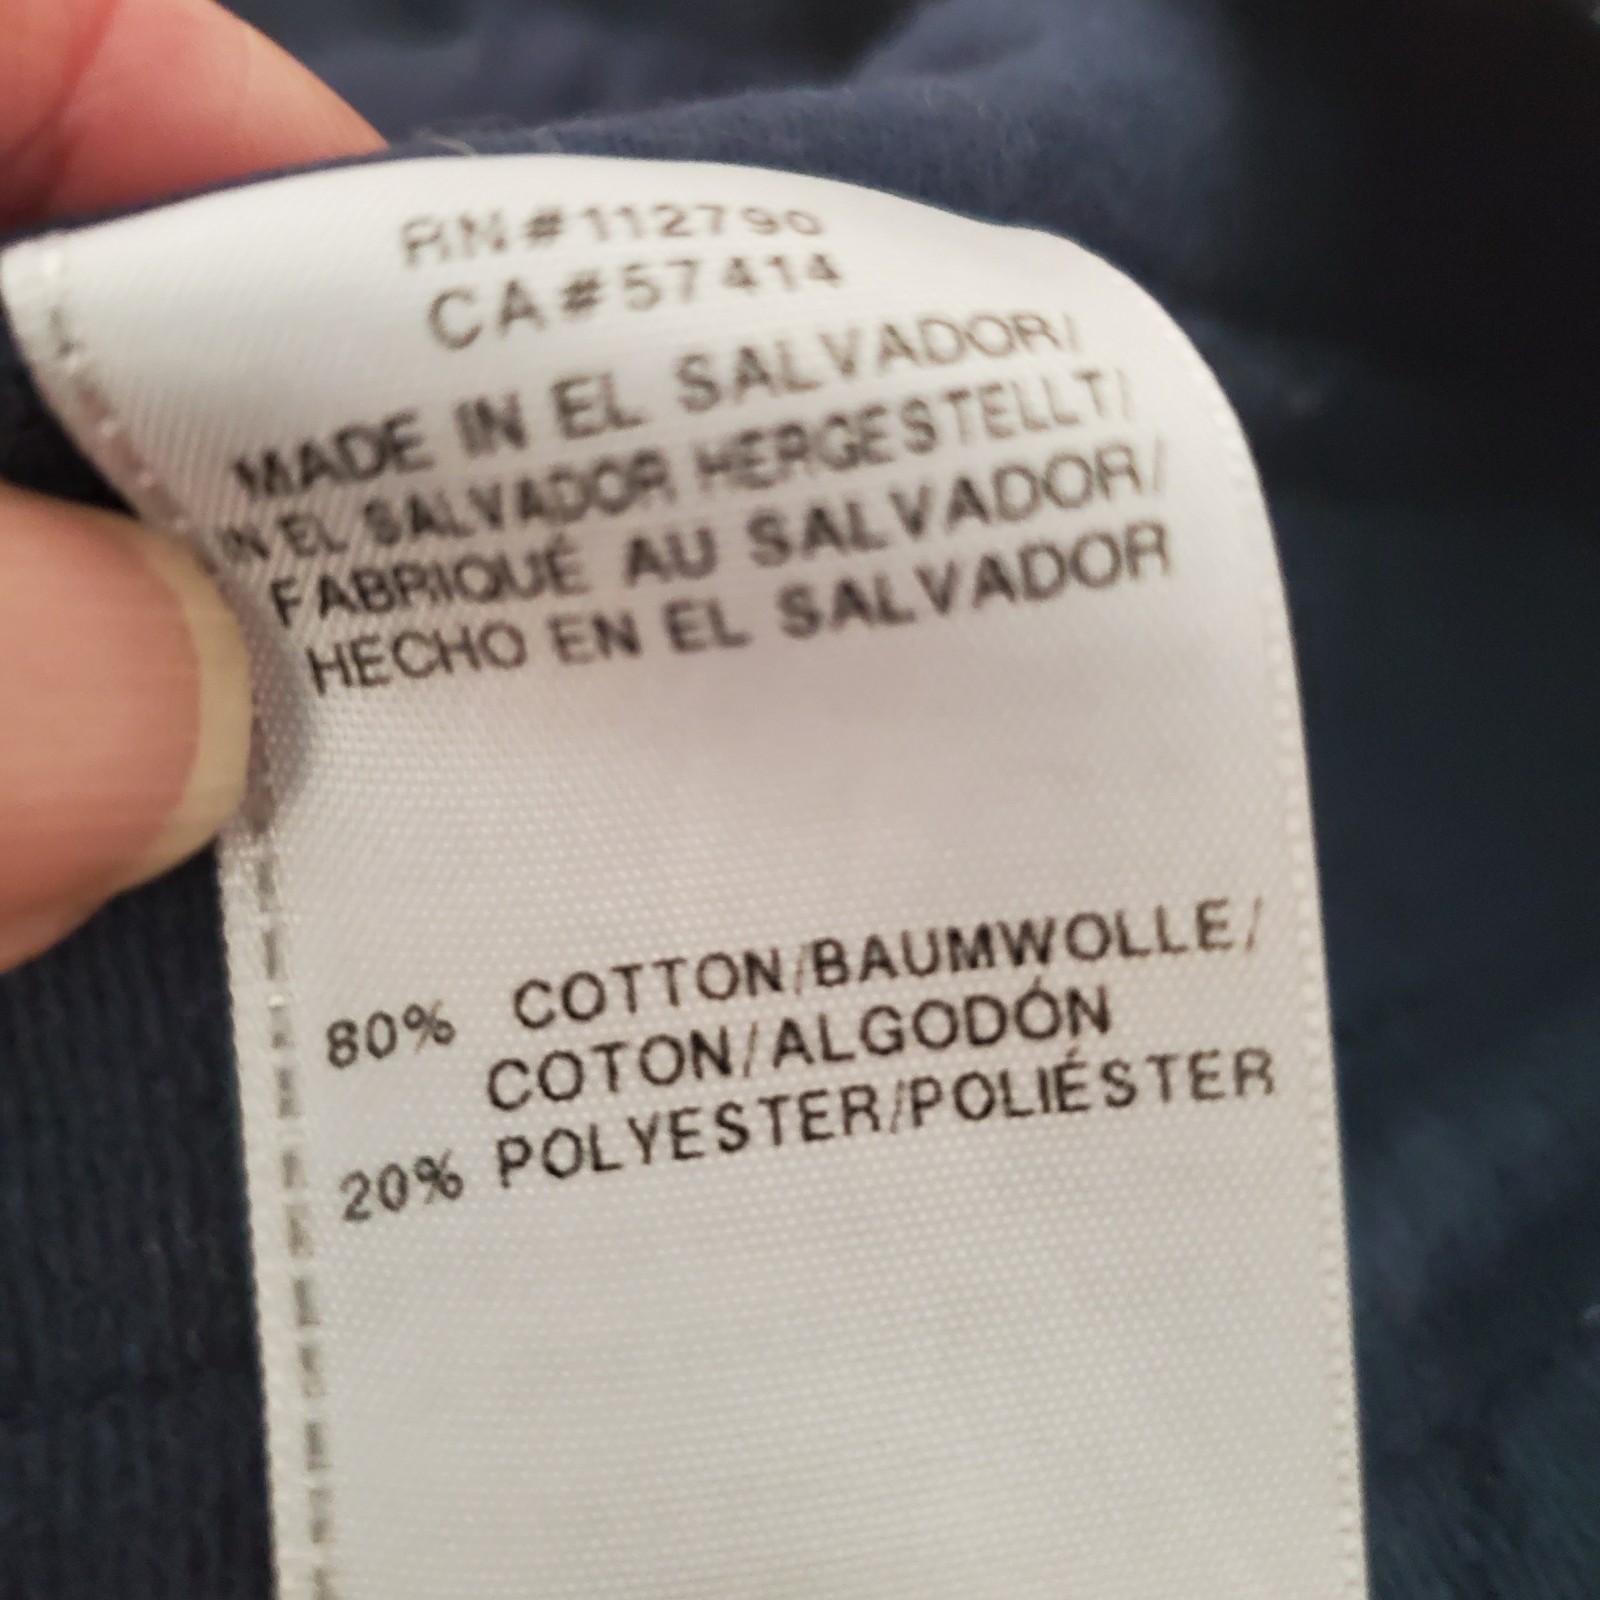 RN#112790
CA#57414
MADE IN EL SALVADOR/
IN EL SALVADOR HERGESTELLT/
FABRIQUÉ AU SALVADOR/
HECHO EN EL SALVADOR
80% COTTON/BAUMWOLLE/
COTON/ALGODÓN
20% POLYESTER/POLIÉSTER